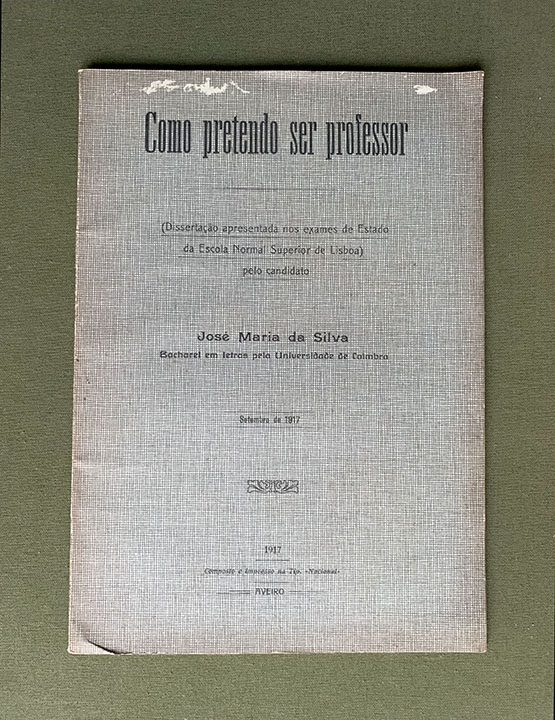 Como pretendo ser professor
(Dissertação apresentada nos exames de Estado
da Escola Normal Superior de Lisboa)
pelo candidato
José Maria da Silva
Bacharel em letras pela Universidade de Coimbra
Setembro de 1917
1917
Composto e impresso na Tip. «Nacional»
AVEIRO